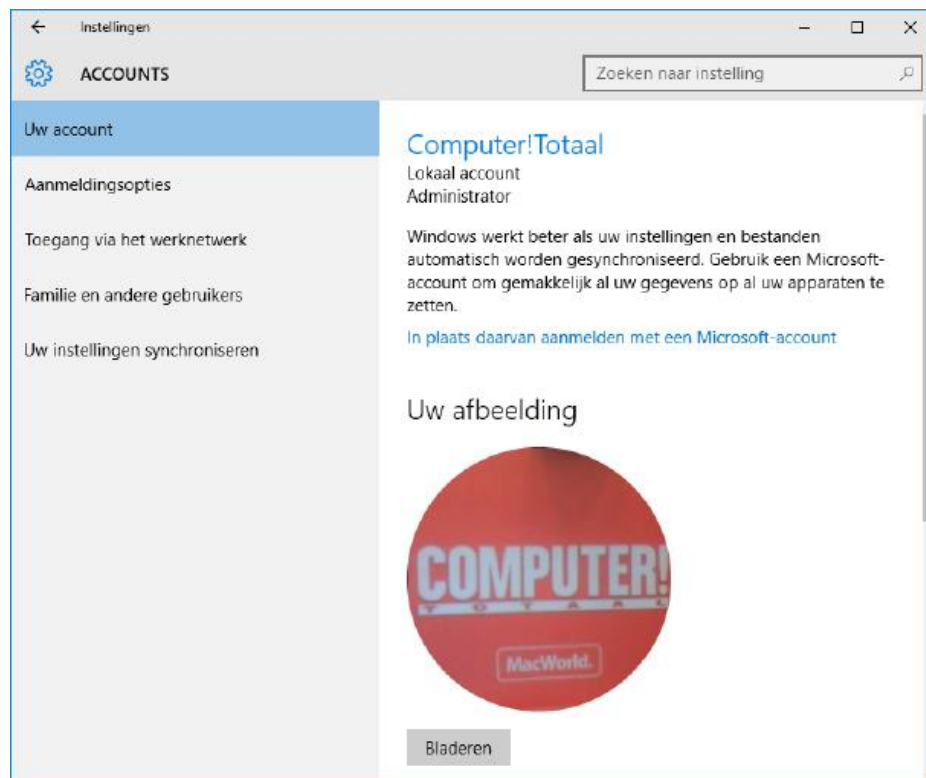 Instellingen
ACCOUNTS
Zoeken naar instelling
Uw account
Aanmeldingsopties
Toegang via het werknetwerk
Familie en andere gebruikers
Uw instellingen synchroniseren
Computer!Totaal
Lokaal account
Administrator
Windows werkt beter als uw instellingen en bestanden
automatisch worden gesynchroniseerd. Gebruik een Microsoft-
account om gemakkelijk al uw gegevens op al uw apparaten te
zetten.
In plaats daarvan aanmelden met een Microsoft-account
Uw afbeelding
COMPUTER!
TOTAAL
MacWorld.
Bladeren